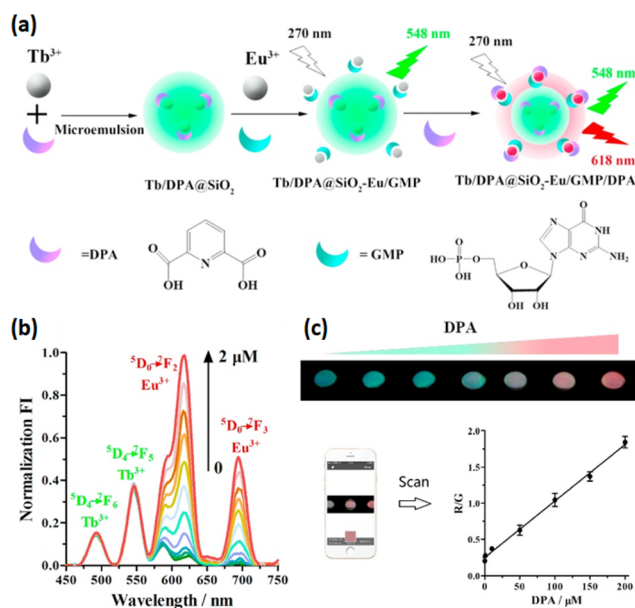 (a)
Tb³⁺
+
Microemulsion
Tb/DPA@SiO₂
Eu³⁺
270 nm
548 nm
Tb/DPA@SiO₂-Eu/GMP
270 nm
548 nm
618 nm
Tb/DPA@SiO₂-Eu/GMP/DPA
=DPA
O
OH
N
O
OH
=GMP
O
HO-P-O
OH
O
OH OH
N
N
O
NH
N
NH₂
(b)
Normalization FI
1.0
0.8
0.6
0.4
0.2
0.0
⁵D₄→⁷F₆
Tb³⁺
⁵D₄→⁷F₅
Tb³⁺
⁵D₀→⁷F₂
Eu³⁺
2 μM
0
⁵D₀→⁷F₃
Eu³⁺
450 500 550 600 650 700 750
Wavelength / nm
(c)
DPA
Scan
R/G
2.0
1.5
1.0
0.5
0.0
0 50 100 150 200
DPA / μM